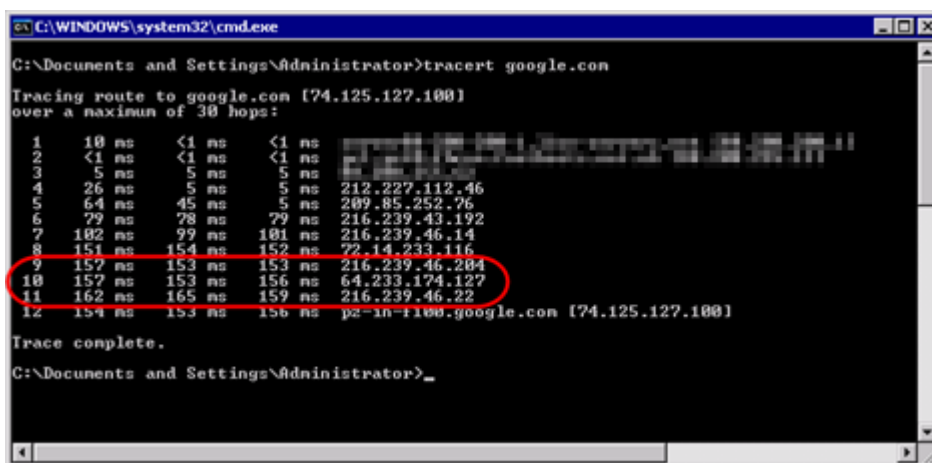 C:\WINDOWS\system32\cmd.exe
C:\Documents and Settings\Administrator>tracert google.com
Tracing route to google.com [74.125.127.100]
over a maximum of 30 hops:
1 10 ms <1 ms <1 ms
2 <1 ms <1 ms <1 ms
3 5 ms 5 ms 5 ms
4 26 ms 5 ms 5 ms 212.227.112.46
5 64 ms 45 ms 5 ms 209.85.252.76
6 79 ms 78 ms 79 ms 216.239.43.192
7 102 ms 99 ms 101 ms 216.239.46.14
8 151 ms 154 ms 152 ms 72.14.233.116
9 157 ms 153 ms 153 ms 216.239.46.204
10 157 ms 153 ms 156 ms 64.233.174.127
11 162 ms 165 ms 159 ms 216.239.46.22
12 154 ms 153 ms 156 ms pz-in-f100.google.com [74.125.127.100]
Trace complete.
C:\Documents and Settings\Administrator>_